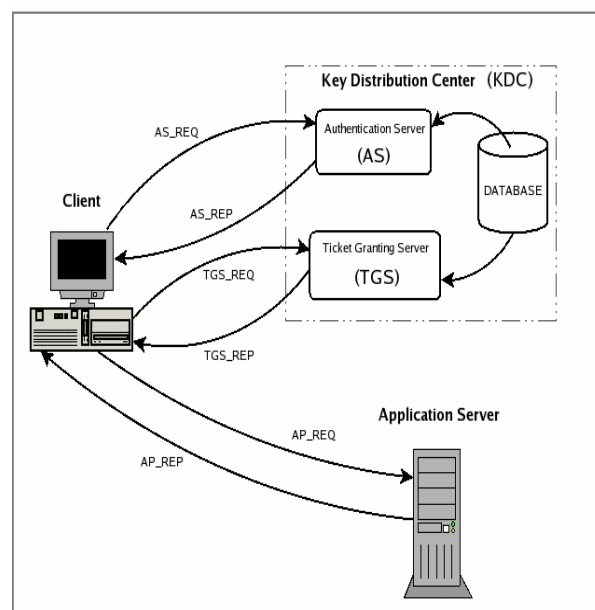 Key Distribution Center (KDC)
Authentication Server
(AS)
AS_REQ
DATABASE
Client
AS_REP
Ticket Granting Server
(TGS)
TGS_REQ
TGS_REP
Application Server
AP_REQ
AP_REP